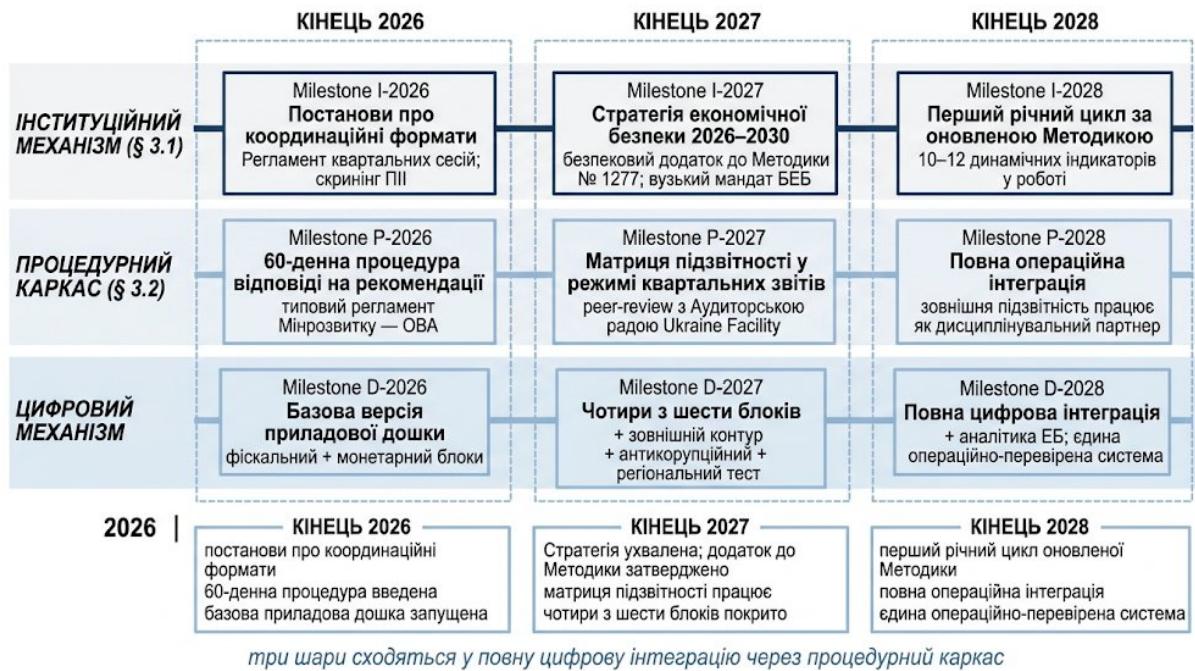 КІНЕЦЬ 2026
КІНЕЦЬ 2027
КІНЕЦЬ 2028
ІНСТИТУЦІЙНИЙ
МЕХАНІЗМ (§ 3.1)
Milestone I-2026
Постанови про
координаційні формати
Регламент квартальних сесій;
скринінг ПІІ
Milestone I-2027
Стратегія економічної
безпеки 2026–2030
безпековий додаток до Методики
№ 1277; вузький мандат БЕБ
Milestone I-2028
Перший річний цикл за
оновленою Методикою
10–12 динамічних індикаторів
у роботі
ПРОЦЕДУРНИЙ
КАРКАС (§ 3.2)
Milestone P-2026
60-денна процедура
відповіді на рекомендації
типовий регламент
Мінрозвитку — ОВА
Milestone P-2027
Матриця підзвітності у
режимі квартальних звітів
peer-review з Аудиторською
радою Ukraine Facility
Milestone P-2028
Повна операційна
інтеграція
зовнішня підзвітність працює
як дисциплінувальний партнер
ЦИФРОВИЙ
МЕХАНІЗМ
Milestone D-2026
Базова версія
приладової дошки
фіскальний + монетарний блоки
Milestone D-2027
Чотири з шести блоків
+ зовнішній контур
+ антикорупційний +
регіональний тест
Milestone D-2028
Повна цифрова інтеграція
+ аналітика ЕБ; єдина
операційно-перевірена система
2026
КІНЕЦЬ 2026
постанови про координаційні
формати
60-денна процедура введена
базова приладова дошка запущена
КІНЕЦЬ 2027
Стратегія ухвалена; додаток до
Методики затверджено
матриця підзвітності працює
чотири з шести блоків покрито
КІНЕЦЬ 2028
перший річний цикл оновленої
Методики
повна операційна інтеграція
єдина операційно-перевірена система
три шари сходяться у повну цифрову інтеграцію через процедурний каркас